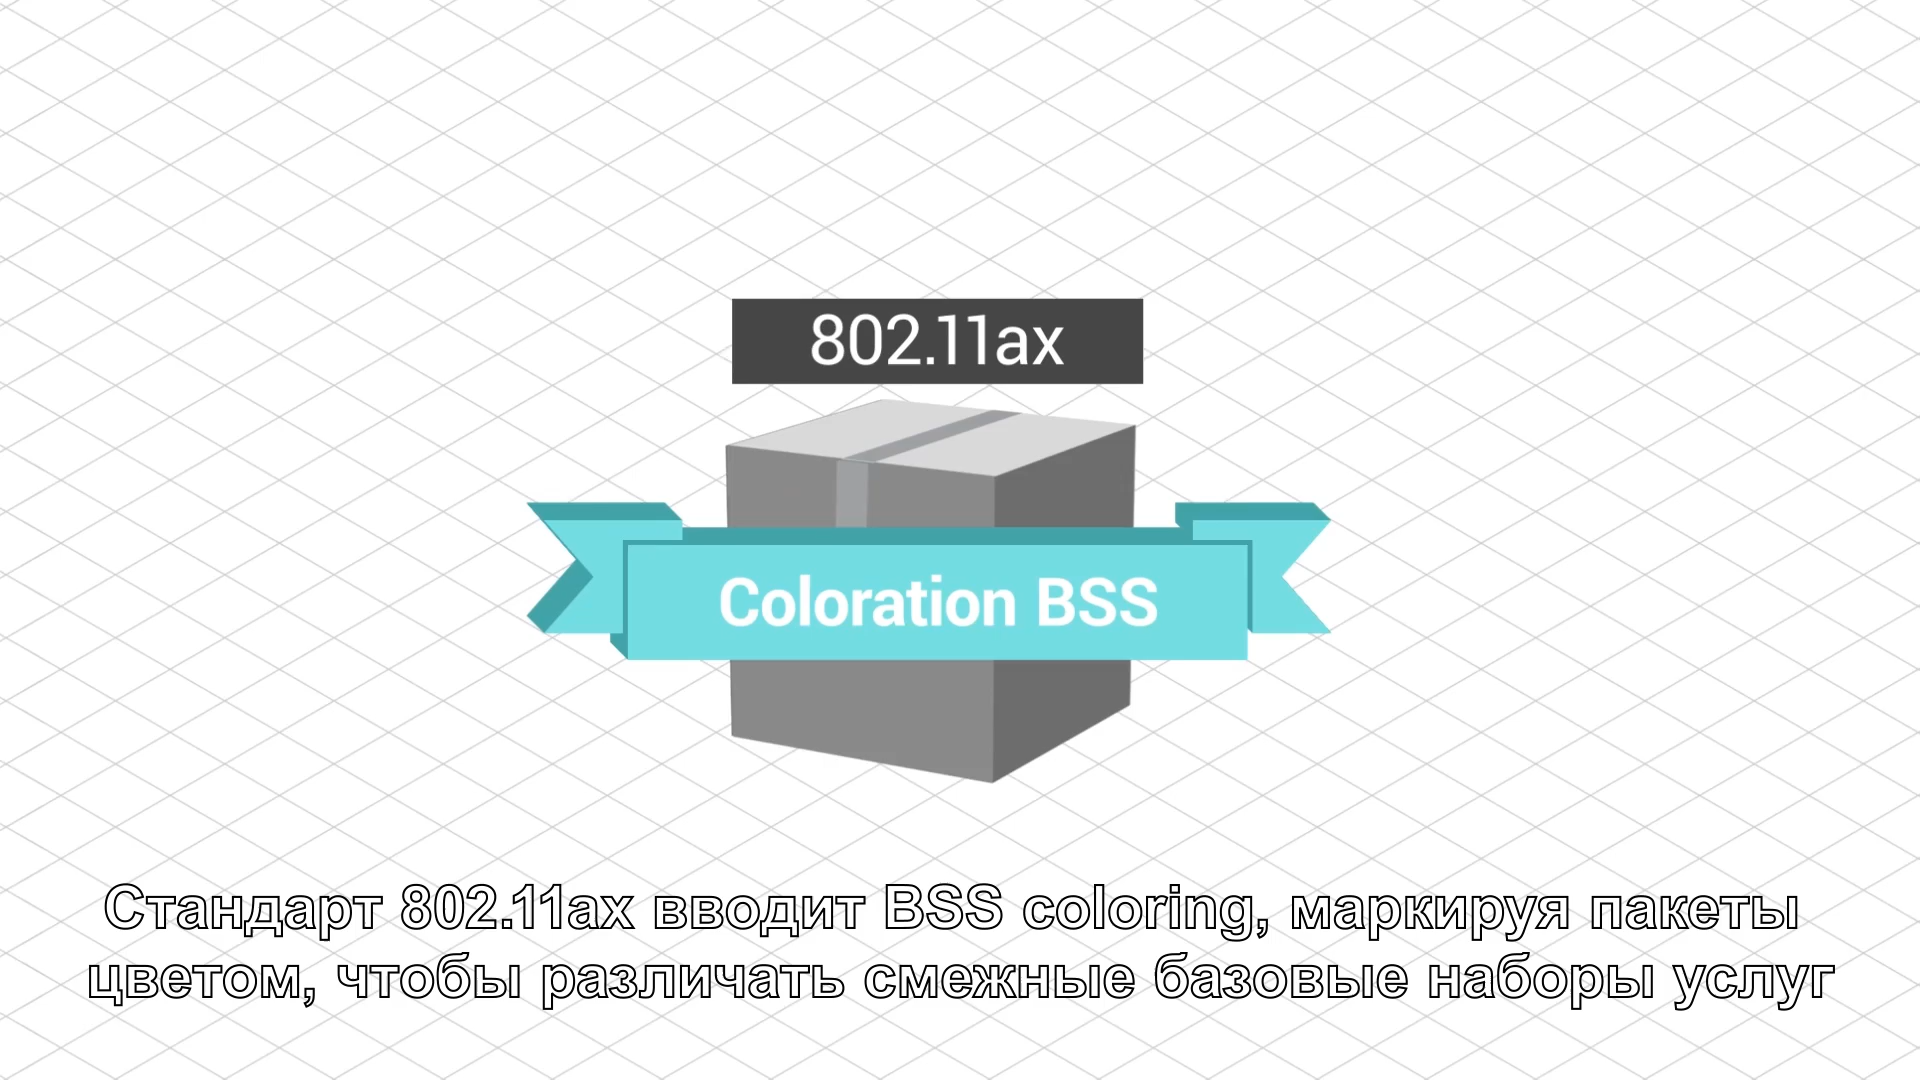 802.11ax
Coloration BSS
Стандарт 802.11ax вводит BSS coloring, маркируя пакеты
цветом, чтобы различать смежные базовые наборы услуг